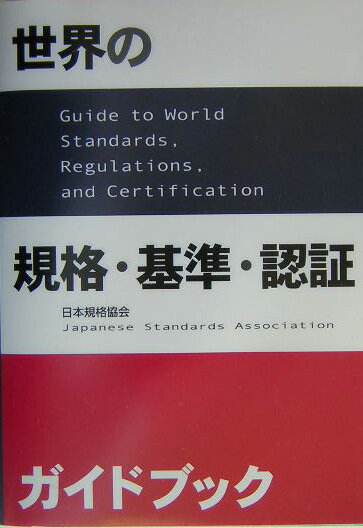 世界の
Guide to World
Standards,
Regulations,
and Certification
規格・基準・認証
日本規格協会
Japanese Standards Association
ガイドブック